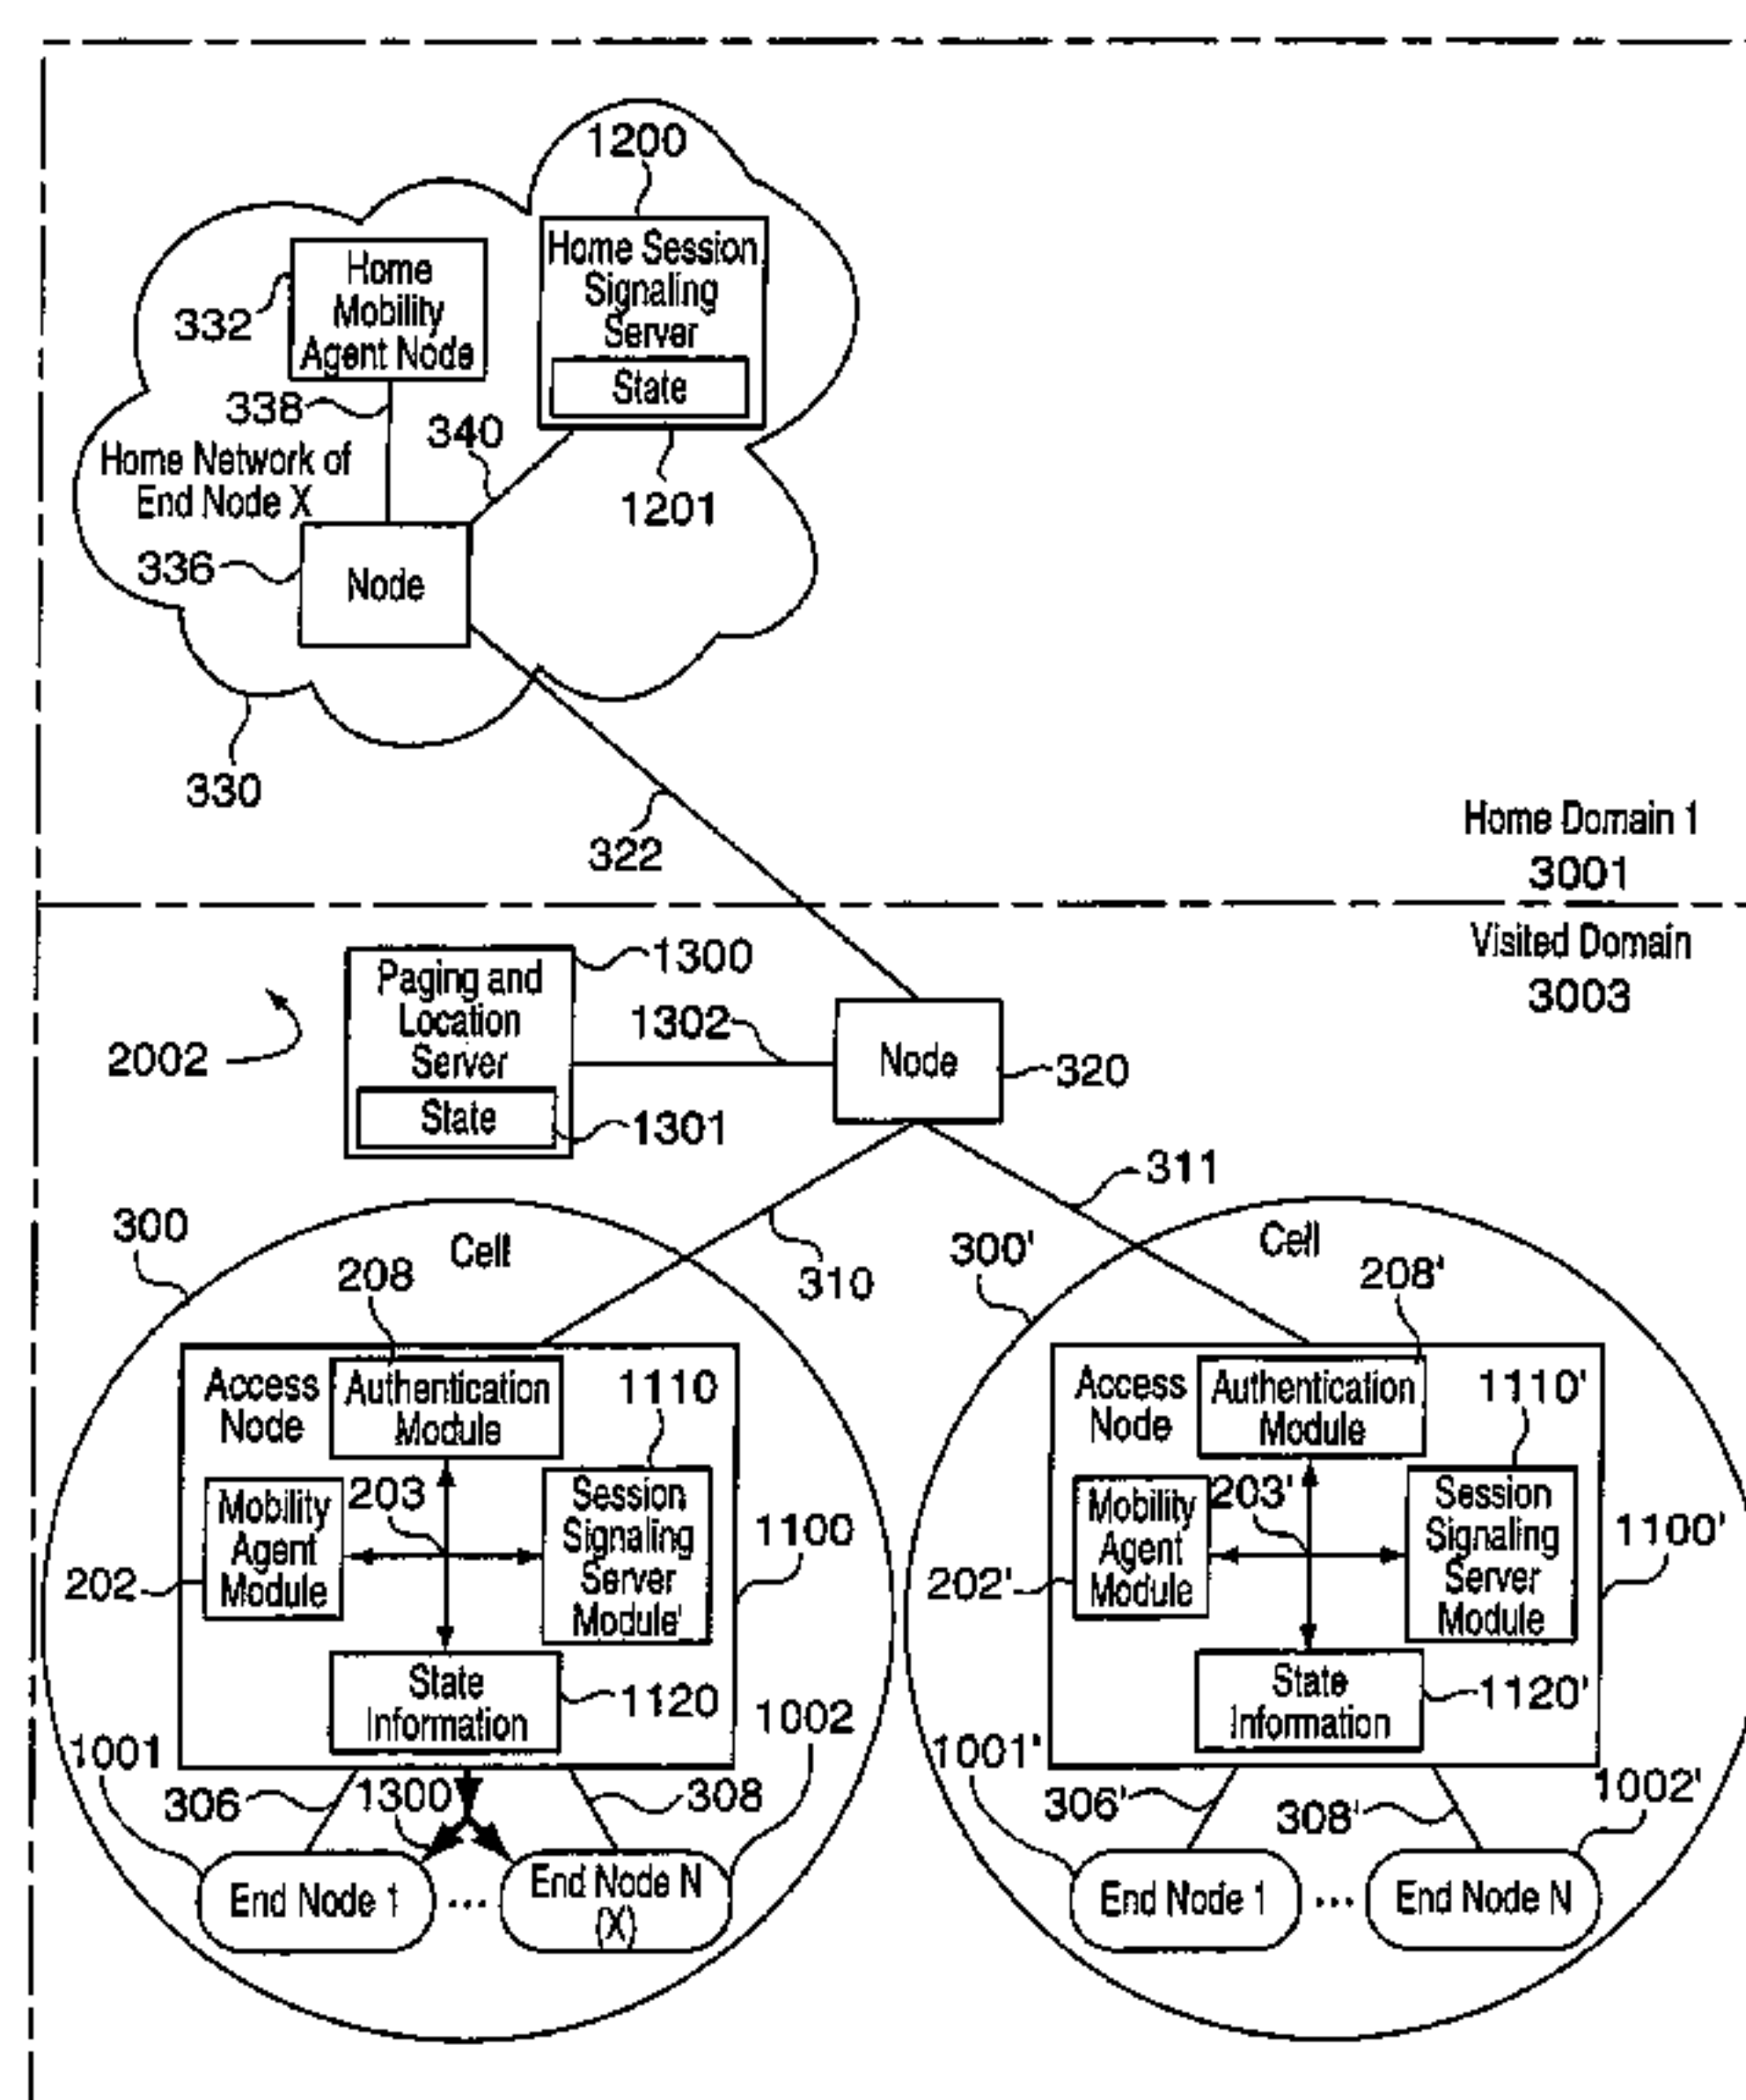 1200
Home Session
Signaling
Server
State
1201
Home
Mobility
Agent Node
332
338
340
Home Network of
End Node X
336
Node
330
322
Home Domain 1
3001
Visited Domain
3003
1300
Paging and
Location
Server
State
1301
1302
2002
Node
320
311
310
300
Cell
208
Access
Node
Authentication
Module
1110
Mobility
Agent
Module
203
Session
Signaling
Server
Module'
1100
202
State
Information
1120
1001
1002
306
1300
308
End Node 1
...
End Node N
(X)
300'
Cell
208'
Access
Node
Authentication
Module
1110'
Mobility
Agent
Module
203'
Session
Signaling
Server
Module
1100'
202'
State
Information
1120'
1001'
1002'
306'
308'
End Node 1
...
End Node N